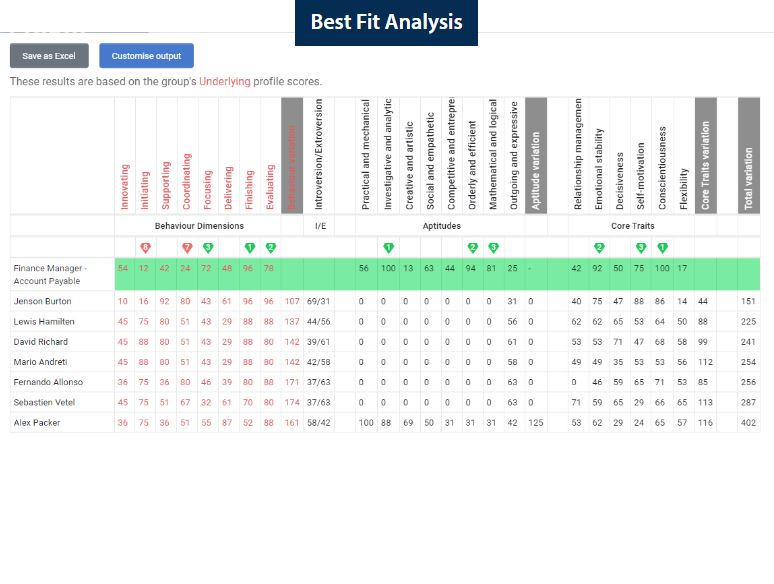 Best Fit Analysis
Save as Excel
Customise output
These results are based on the group's Underlying profile scores.
Innovating
Initiating
Supporting
Coordinating
Focusing
Delivering
Finishing
Evaluating
Behaviour variation
Introversion/Extroversion
Practical and mechanical
Investigative and analytic
Creative and artistic
Social and empathetic
Competitive and entrepre
Orderly and efficient
Mathematical and logical
Outgoing and expressive
Aptitude variation
Relationship managemen
Emotional stability
Decisiveness
Self-motivation
Conscientiousness
Flexibility
Core Traits variation
Total variation
Behaviour Dimensions I/E Aptitudes Core Traits
7 3 1 2 1 2 3 2 3 1
Finance Manager - Account Payable 54 12 42 24 72 48 96 78 56 100 13 63 44 94 81 25 - 42 92 50 75 100 17
Jenson Burton 10 16 92 80 43 61 96 96 107 69/31 0 0 0 0 0 0 0 31 0 40 75 47 88 86 14 44 151
Lewis Hamilten 45 75 80 51 43 29 88 88 137 44/56 0 0 0 0 0 0 0 56 0 62 62 65 53 64 50 88 225
David Richard 45 88 80 51 43 29 88 80 142 39/61 0 0 0 0 0 0 0 61 0 53 53 71 47 68 58 99 241
Mario Andreti 45 88 80 51 43 29 88 80 142 42/58 0 0 0 0 0 0 0 58 0 49 49 35 53 53 56 112 254
Fernando Allonso 36 75 36 80 46 39 80 88 171 37/63 0 0 0 0 0 0 0 63 0 0 46 59 65 71 53 85 256
Sebastien Vetel 45 75 51 67 32 61 70 80 174 37/63 0 0 0 0 0 0 0 63 0 71 59 65 29 66 65 113 287
Alex Packer 36 75 36 51 55 87 52 88 161 58/42 100 88 69 50 31 31 31 42 125 53 62 29 24 65 57 116 402